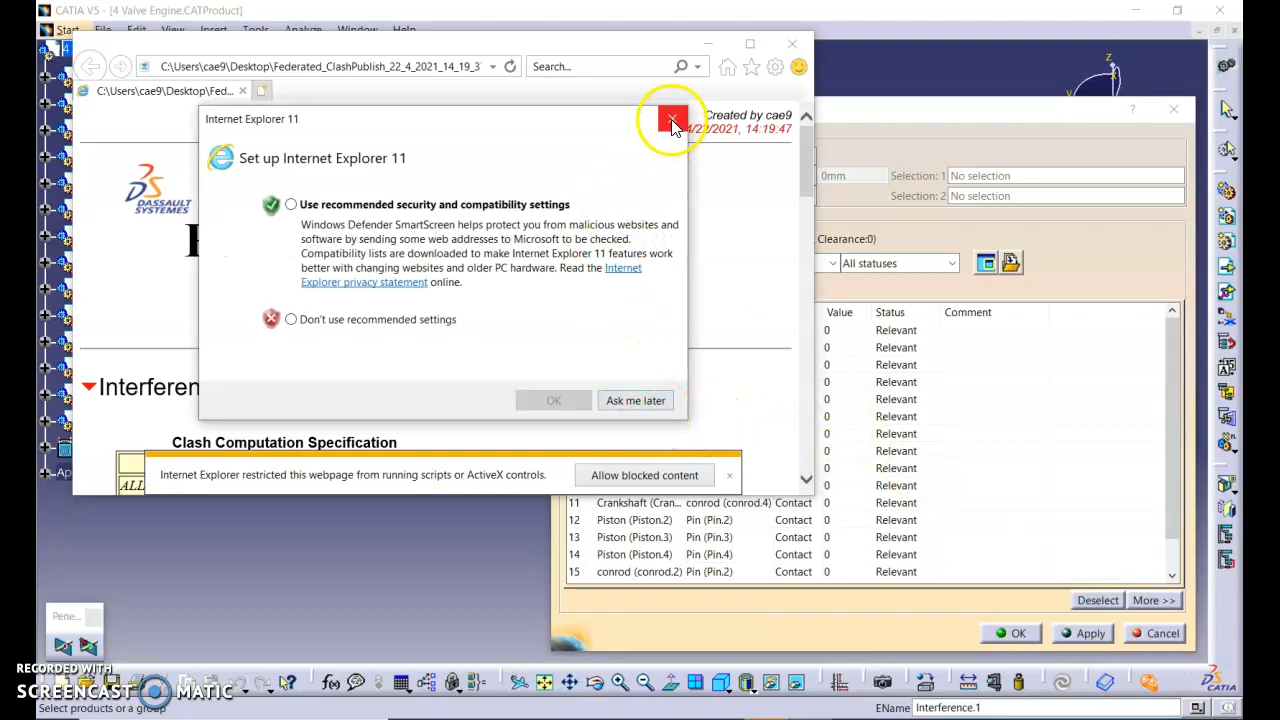 CATIA V5 - [4 Valve Engine.CATProduct]
Start File Edit View Insert Tools Analyze Window Help
C:\Users\cae9\Desktop\Federated_ClashPublish_22_4_2021_14_19_3
Search...
C:\Users\cae9\Desktop\Fed...
Created by cae9
4/22/2021, 14:19:47
DASSAULT
SYSTEMES
Internet Explorer 11
Set up Internet Explorer 11
Use recommended security and compatibility settings
Windows Defender SmartScreen helps protect you from malicious websites and
software by sending some web addresses to Microsoft to be checked.
Compatibility lists are downloaded to make Internet Explorer 11 features work
better with changing websites and older PC hardware. Read the Internet
Explorer privacy statement online.
Don't use recommended settings
OK Ask me later
Interferen
Clash Computation Specification
ALL
Internet Explorer restricted this webpage from running scripts or ActiveX controls. Allow blocked content
0mm Selection: 1 No selection
Selection: 2 No selection
Clearance:0)
All statuses
Value Status Comment
0 Relevant
0 Relevant
0 Relevant
0 Relevant
0 Relevant
0 Relevant
0 Relevant
0 Relevant
0 Relevant
0 Relevant
11 Crankshaft (Cran... conrod (conrod.4) Contact 0 Relevant
12 Piston (Piston.2) Pin (Pin.2) Contact 0 Relevant
13 Piston (Piston.3) Pin (Pin.3) Contact 0 Relevant
14 Piston (Piston.4) Pin (Pin.4) Contact 0 Relevant
15 conrod (conrod.2) Pin (Pin.2) Contact 0 Relevant
Deselect More >>
OK Apply Cancel
Pene...
z
RECORDED WITH
SCREENCAST MATIC
CATIA
Select products or a group
EName Interference.1